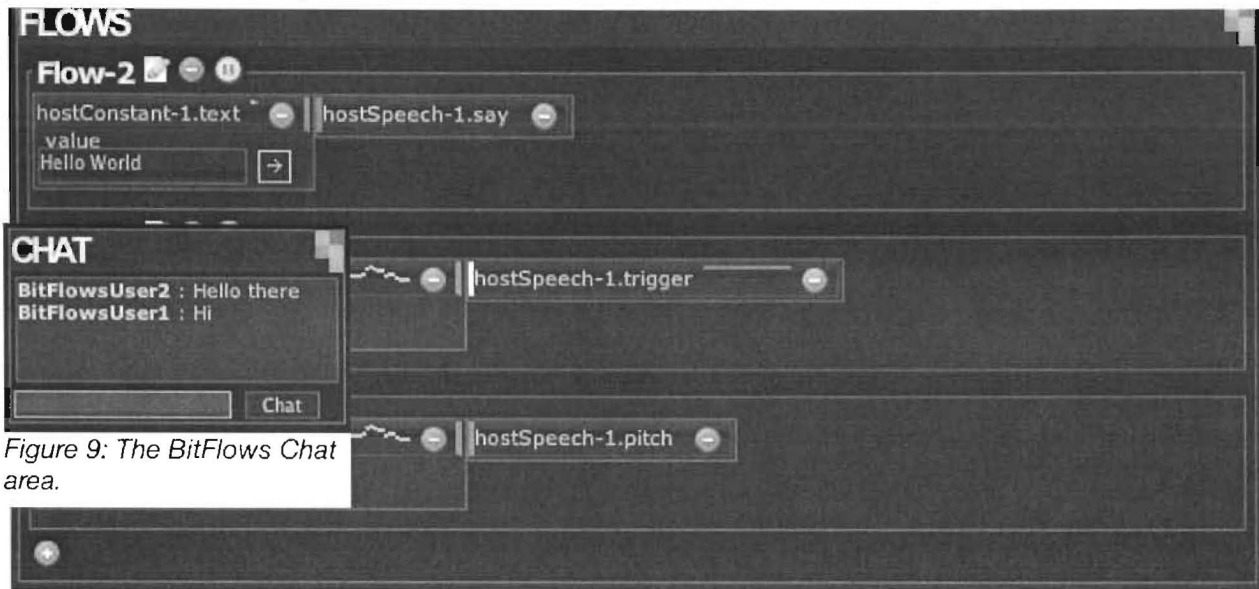 FLOWS
Flow-2
hostConstant-1.text
hostSpeech-1.say
value
Hello World
CHAT
BitFlowsUser2 : Hello there
BitFlowsUser1 : Hi
Chat
Figure 9: The BitFlows Chat
area.
hostSpeech-1.trigger
hostSpeech-1.pitch